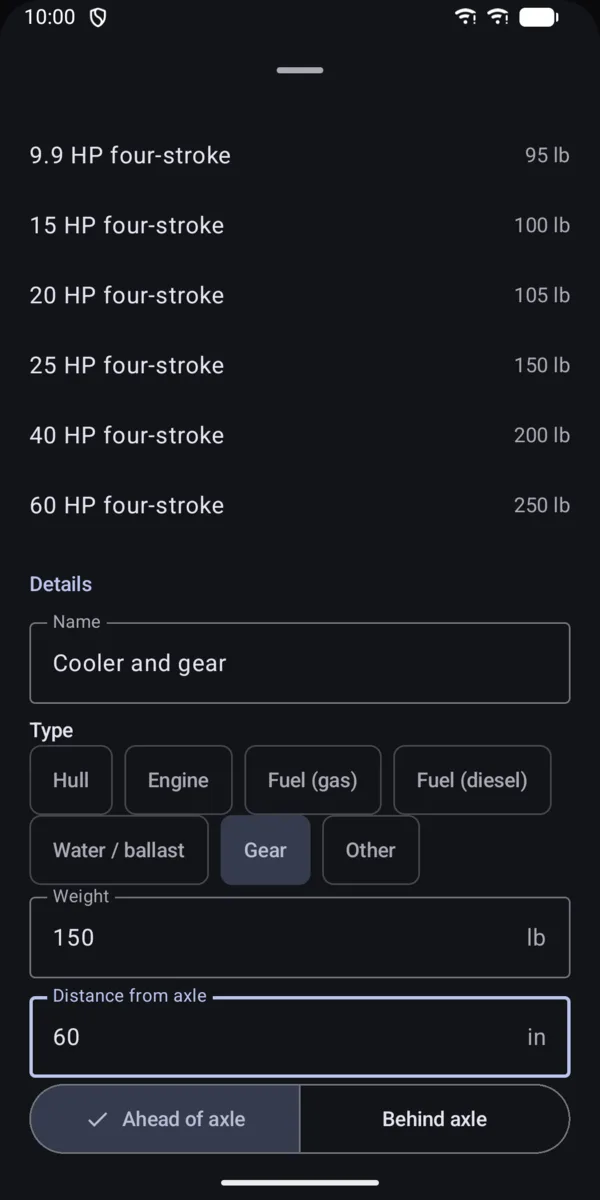 10:00
9.9 HP four-stroke 95 lb
15 HP four-stroke 100 lb
20 HP four-stroke 105 lb
25 HP four-stroke 150 lb
40 HP four-stroke 200 lb
60 HP four-stroke 250 lb
Details
Name
Cooler and gear
Type
Hull Engine Fuel (gas) Fuel (diesel)
Water / ballast Gear Other
Weight
150 lb
Distance from axle
60 in
Ahead of axle Behind axle